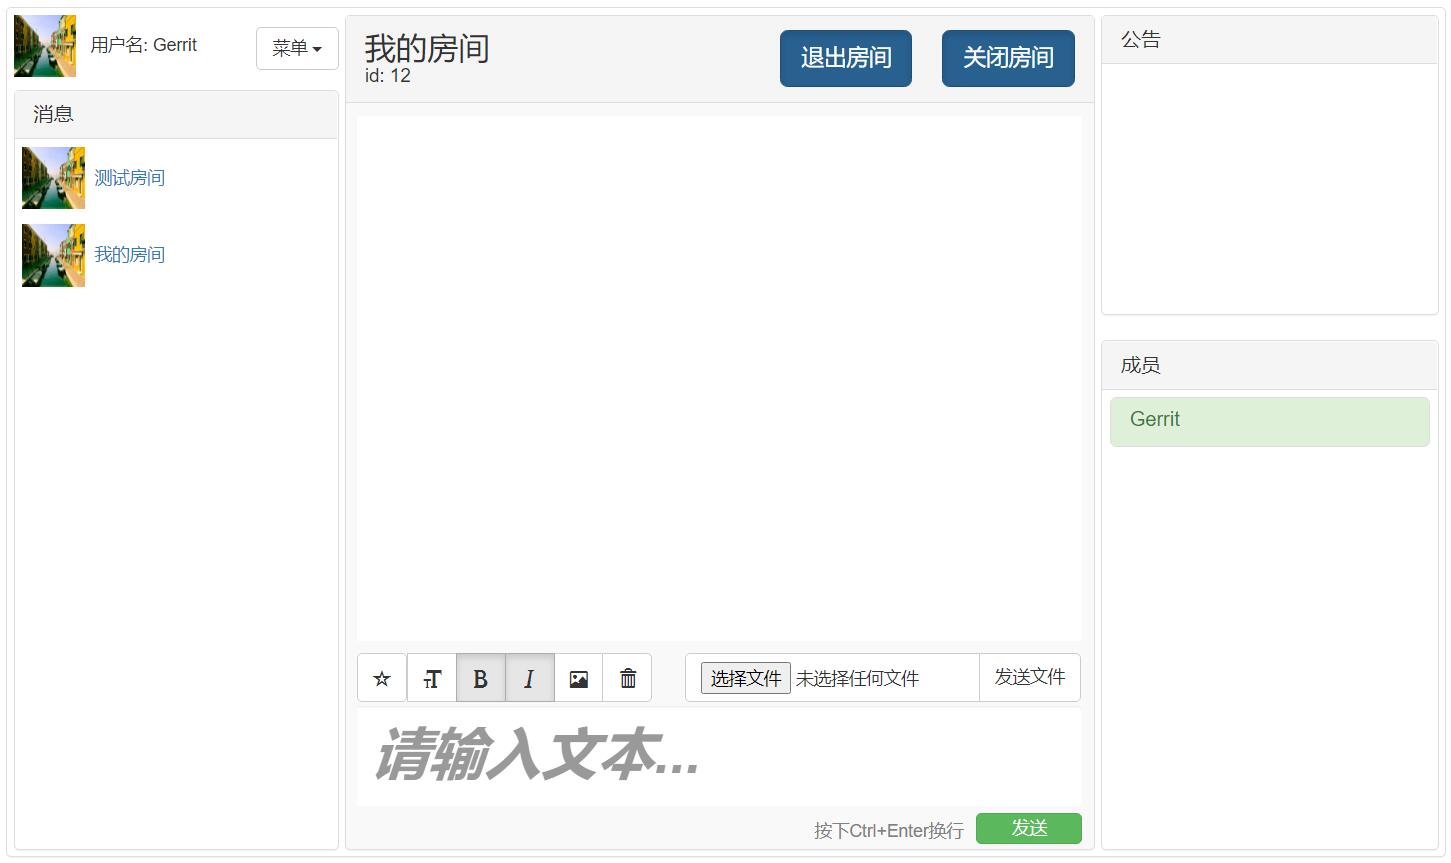 用户名: Gerrit
菜单
消息
测试房间
我的房间
我的房间
id: 12
退出房间
关闭房间
B
I
选择文件 未选择任何文件
发送文件
请输入文本...
按下Ctrl+Enter换行
发送
公告
成员
Gerrit